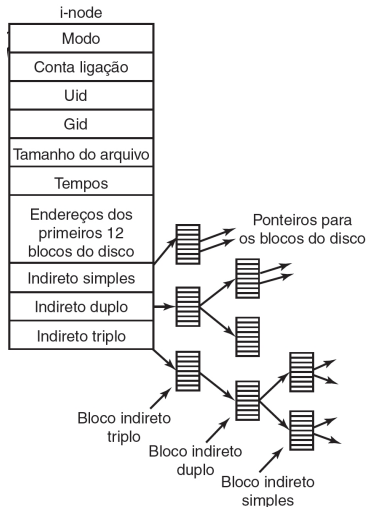 i-node
Modo
Conta ligação
Uid
Gid
Tamanho do arquivo
Tempos
Endereços dos
primeiros 12
blocos do disco
Indireto simples
Indireto duplo
Indireto triplo
Ponteiros para
os blocos do disco
Bloco indireto
triplo
Bloco indireto
duplo
Bloco indireto
simples